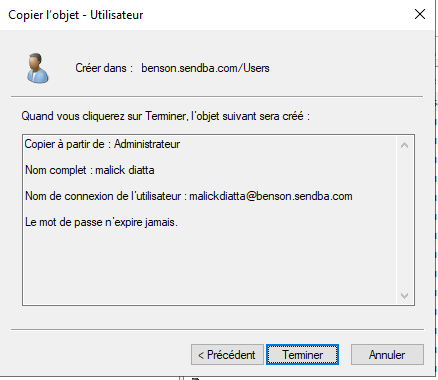 Copier l'objet - Utilisateur
Créer dans : benson.sendba.com/Users
Quand vous cliquerez sur Terminer, l'objet suivant sera créé :
Copier à partir de : Administrateur
Nom complet : malick diatta
Nom de connexion de l'utilisateur : malickdiatta@benson.sendba.com
Le mot de passe n'expire jamais.
< Précédent Terminer Annuler